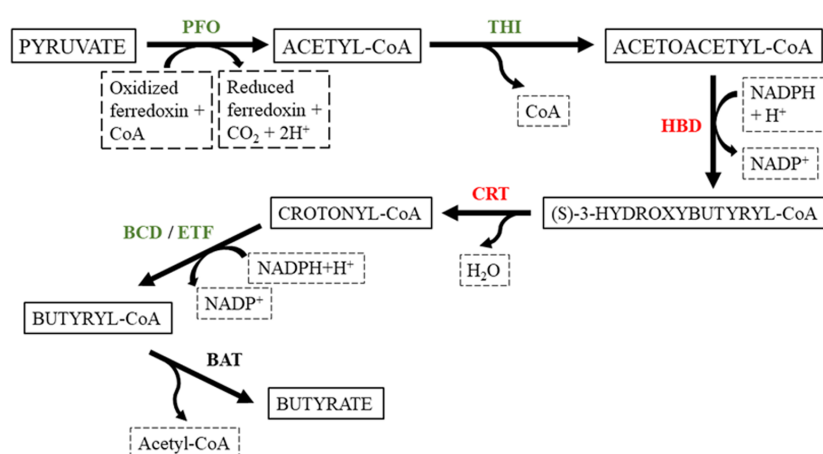 PFO
THI
PYRUVATE
ACETYL-CoA
ACETOACETYL-CoA
Oxidized
ferredoxin +
CoA
Reduced
ferredoxin +
CO₂ + 2H⁺
CoA
HBD
NADPH
+ H⁺
NADP⁺
CRT
CROTONYL-CoA
(S)-3-HYDROXYBUTYRYL-CoA
BCD / ETF
NADPH+H⁺
H₂O
NADP⁺
BUTYRYL-CoA
BAT
BUTYRATE
Acetyl-CoA